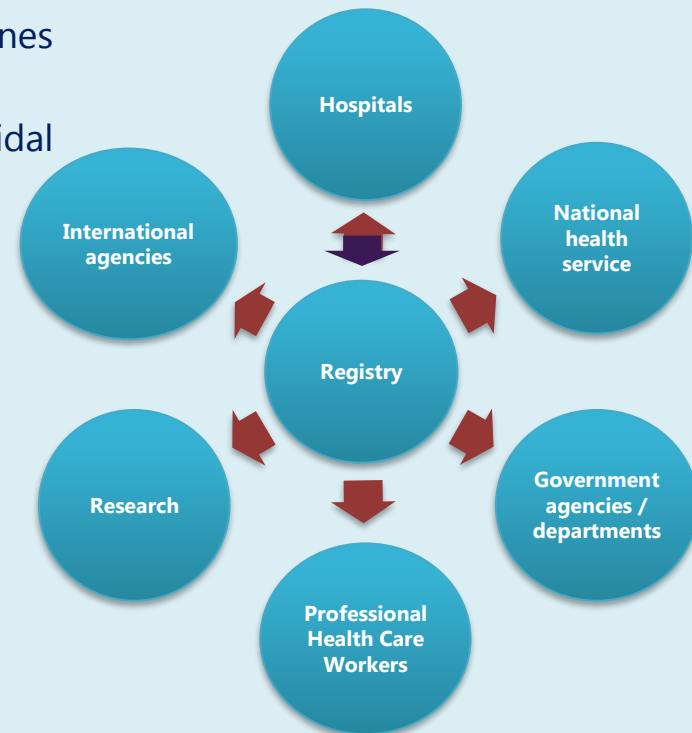 nes
idal
Hospitals
International
agencies
National
health
service
Registry
Research
Government
agencies /
departments
Professional
Health Care
Workers